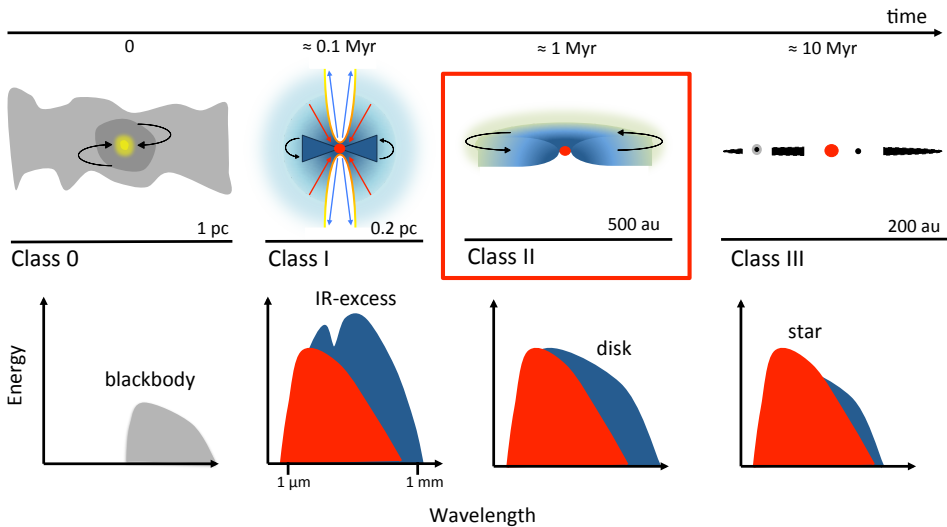 time
0
≈ 0.1 Myr
≈ 1 Myr
≈ 10 Myr
1 pc
0.2 pc
500 au
200 au
Class 0
Class I
Class II
Class III
Energy
blackbody
IR-excess
disk
star
1 μm
1 mm
Wavelength